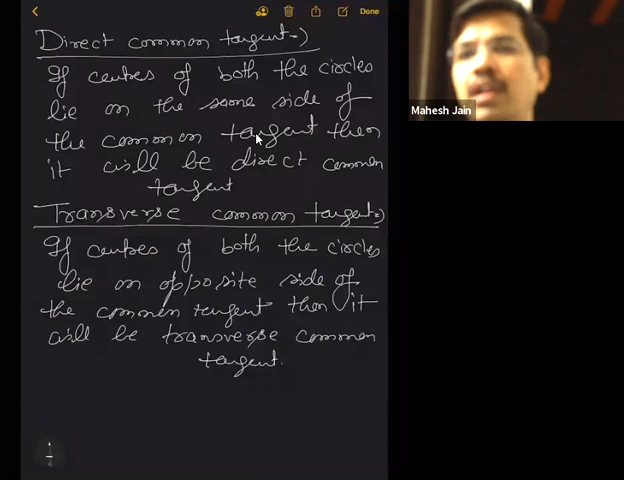 Done
Direct common tangent =)
If centres of both the circles
lie on the same side of
the common tangent then
it will be direct common
tangent
Transverse common tangent =)
If centres of both the circles
lie on opposite side of
the common tangent then it
will be transverse common
tangent.
Mahesh Jain